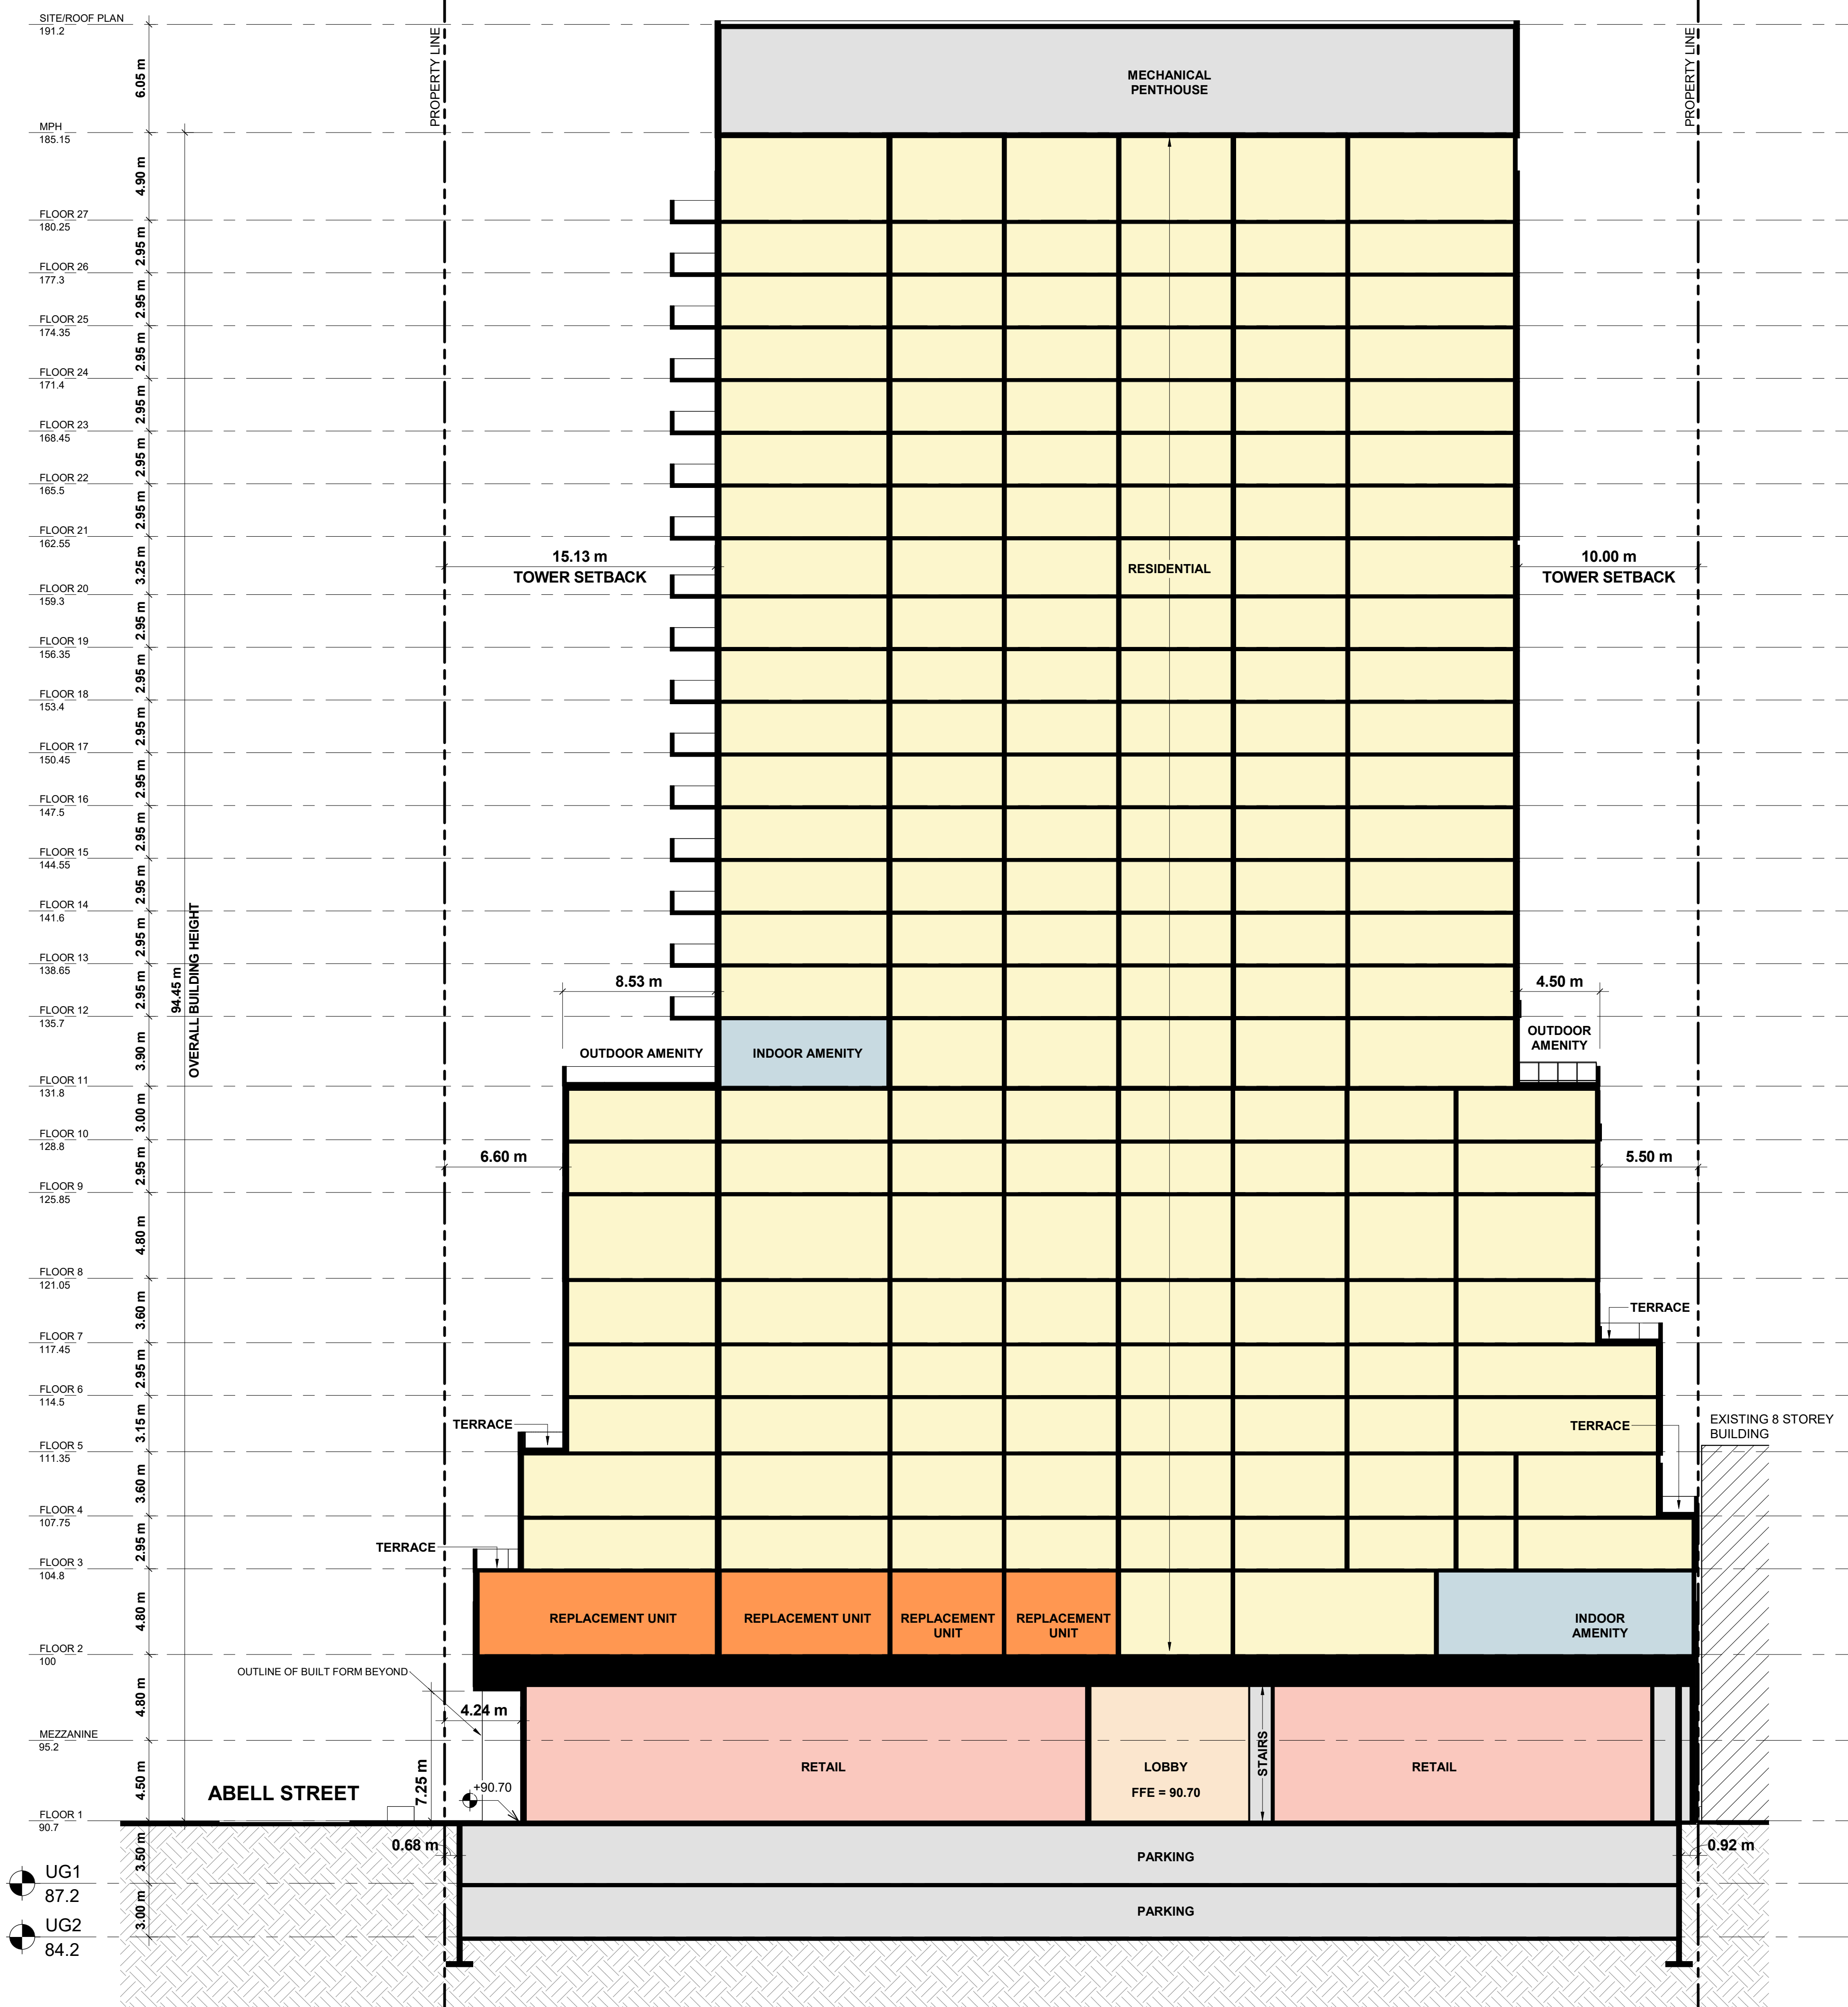 SITE/ROOF PLAN
191.2
6.05 m
PROPERTY LINE
PROPERTY LINE
MECHANICAL
PENTHOUSE
MPH
185.15
4.90 m
FLOOR 27
180.25
2.95 m
FLOOR 26
177.3
2.95 m
FLOOR 25
174.35
2.95 m
FLOOR 24
171.4
2.95 m
FLOOR 23
168.45
2.95 m
FLOOR 22
165.5
2.95 m
FLOOR 21
162.55
3.25 m
15.13 m
TOWER SETBACK
RESIDENTIAL
10.00 m
TOWER SETBACK
FLOOR 20
159.3
2.95 m
FLOOR 19
156.35
2.95 m
FLOOR 18
153.4
2.95 m
FLOOR 17
150.45
2.95 m
FLOOR 16
147.5
2.95 m
FLOOR 15
144.55
2.95 m
FLOOR 14
141.6
2.95 m
FLOOR 13
138.65
2.95 m
94.45 m
OVERALL BUILDING HEIGHT
8.53 m
4.50 m
FLOOR 12
135.7
3.90 m
OUTDOOR AMENITY
INDOOR AMENITY
OUTDOOR
AMENITY
FLOOR 11
131.8
3.00 m
FLOOR 10
128.8
2.95 m
6.60 m
5.50 m
FLOOR 9
125.85
4.80 m
FLOOR 8
121.05
3.60 m
TERRACE
FLOOR 7
117.45
2.95 m
FLOOR 6
114.5
3.15 m
TERRACE
TERRACE
EXISTING 8 STOREY
BUILDING
FLOOR 5
111.35
3.60 m
FLOOR 4
107.75
2.95 m
TERRACE
FLOOR 3
104.8
4.80 m
REPLACEMENT UNIT
REPLACEMENT UNIT
REPLACEMENT
UNIT
REPLACEMENT
UNIT
INDOOR
AMENITY
FLOOR 2
100
4.80 m
OUTLINE OF BUILT FORM BEYOND
4.24 m
MEZZANINE
95.2
4.50 m
7.25 m
RETAIL
LOBBY
FFE = 90.70
STAIRS
RETAIL
ABELL STREET
+90.70
FLOOR 1
90.7
3.50 m
0.68 m
PARKING
0.92 m
UG1
87.2
3.00 m
PARKING
UG2
84.2